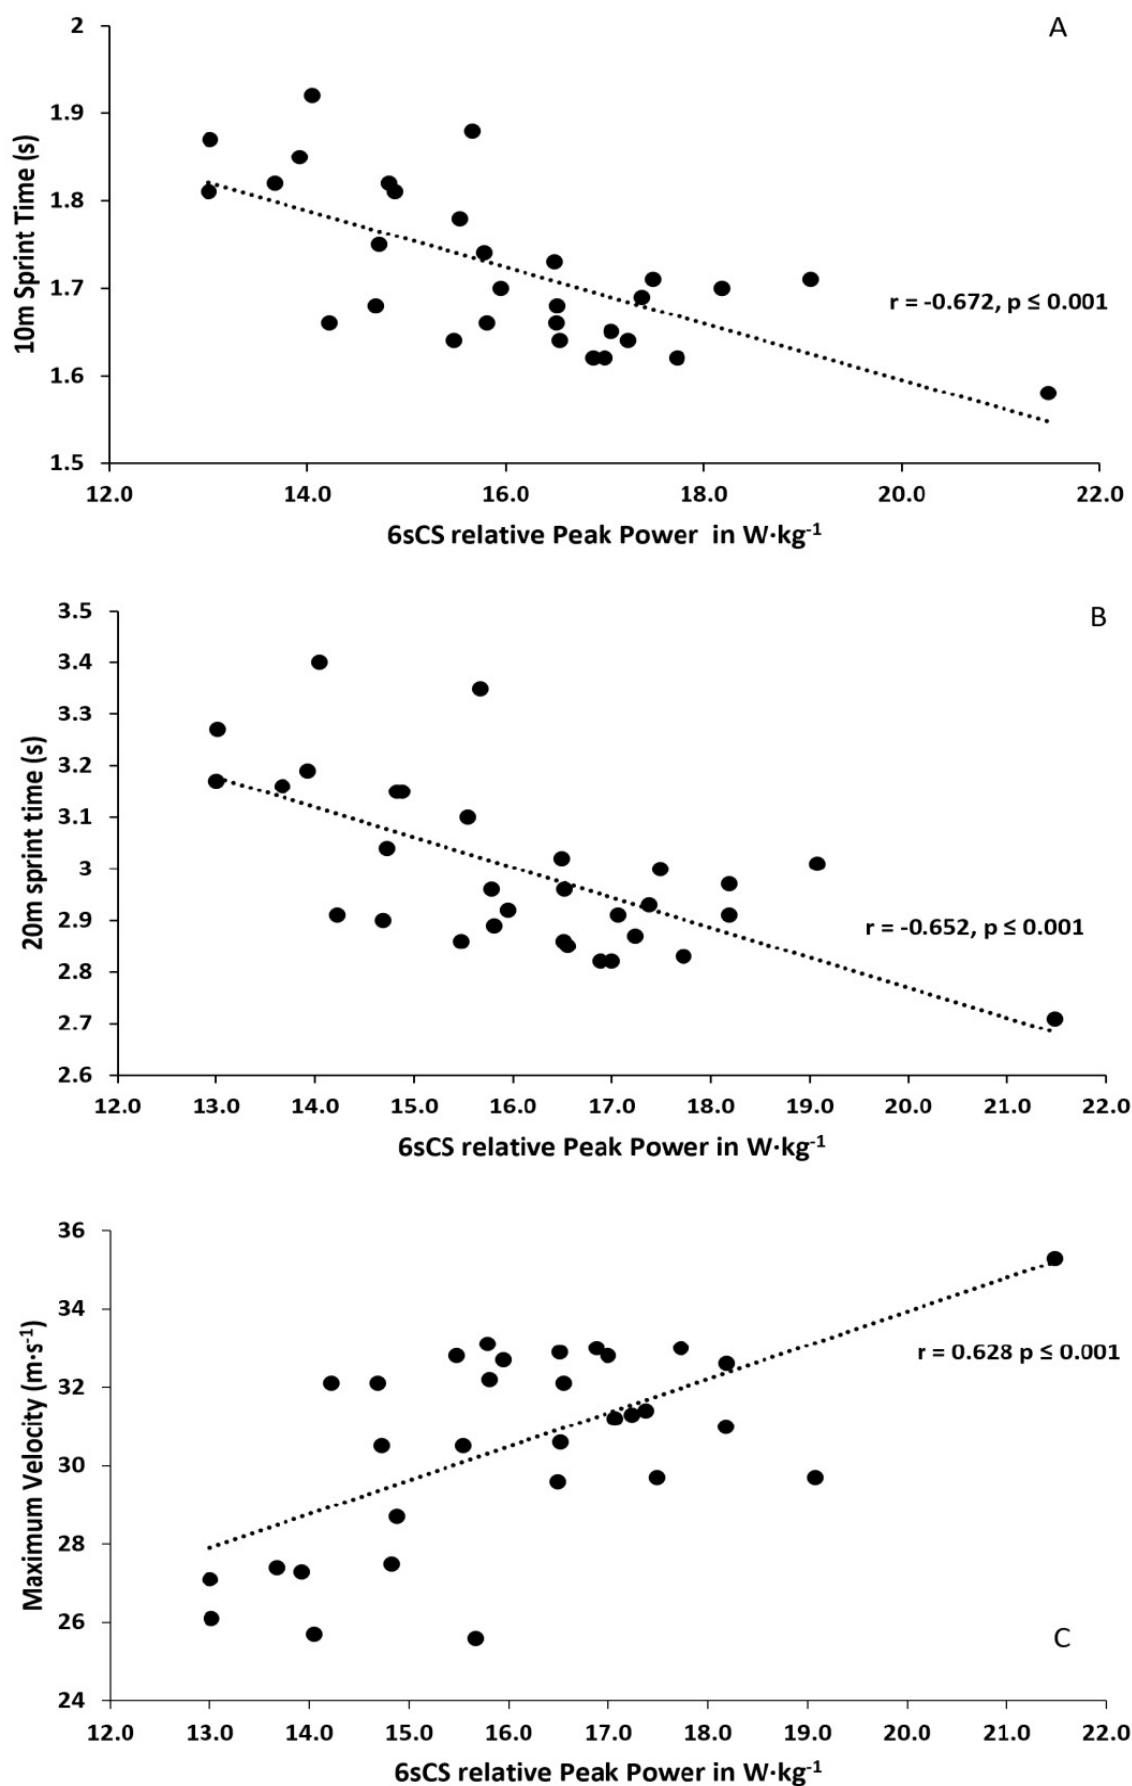 A
2
1.9
1.8
1.7
1.6
1.5
10m Sprint Time (s)
r = -0.672, p ≤ 0.001
12.0 14.0 16.0 18.0 20.0 22.0
6sCS relative Peak Power in W·kg⁻¹
B
3.5
3.4
3.3
3.2
3.1
3
2.9
2.8
2.7
2.6
20m sprint time (s)
r = -0.652, p ≤ 0.001
12.0 13.0 14.0 15.0 16.0 17.0 18.0 19.0 20.0 21.0 22.0
6sCS relative Peak Power in W·kg⁻¹
36
34
32
30
28
26
24
Maximum Velocity (m·s⁻¹)
r = 0.628 p ≤ 0.001
C
12.0 13.0 14.0 15.0 16.0 17.0 18.0 19.0 20.0 21.0 22.0
6sCS relative Peak Power in W·kg⁻¹